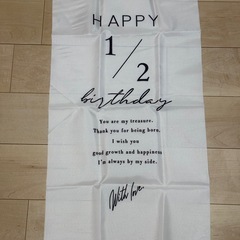 HAPPY
1/2
birthday
You are my treasure.
Thank you for being born.
I wish you
good growth and happiness
I'm always by my side.
With love